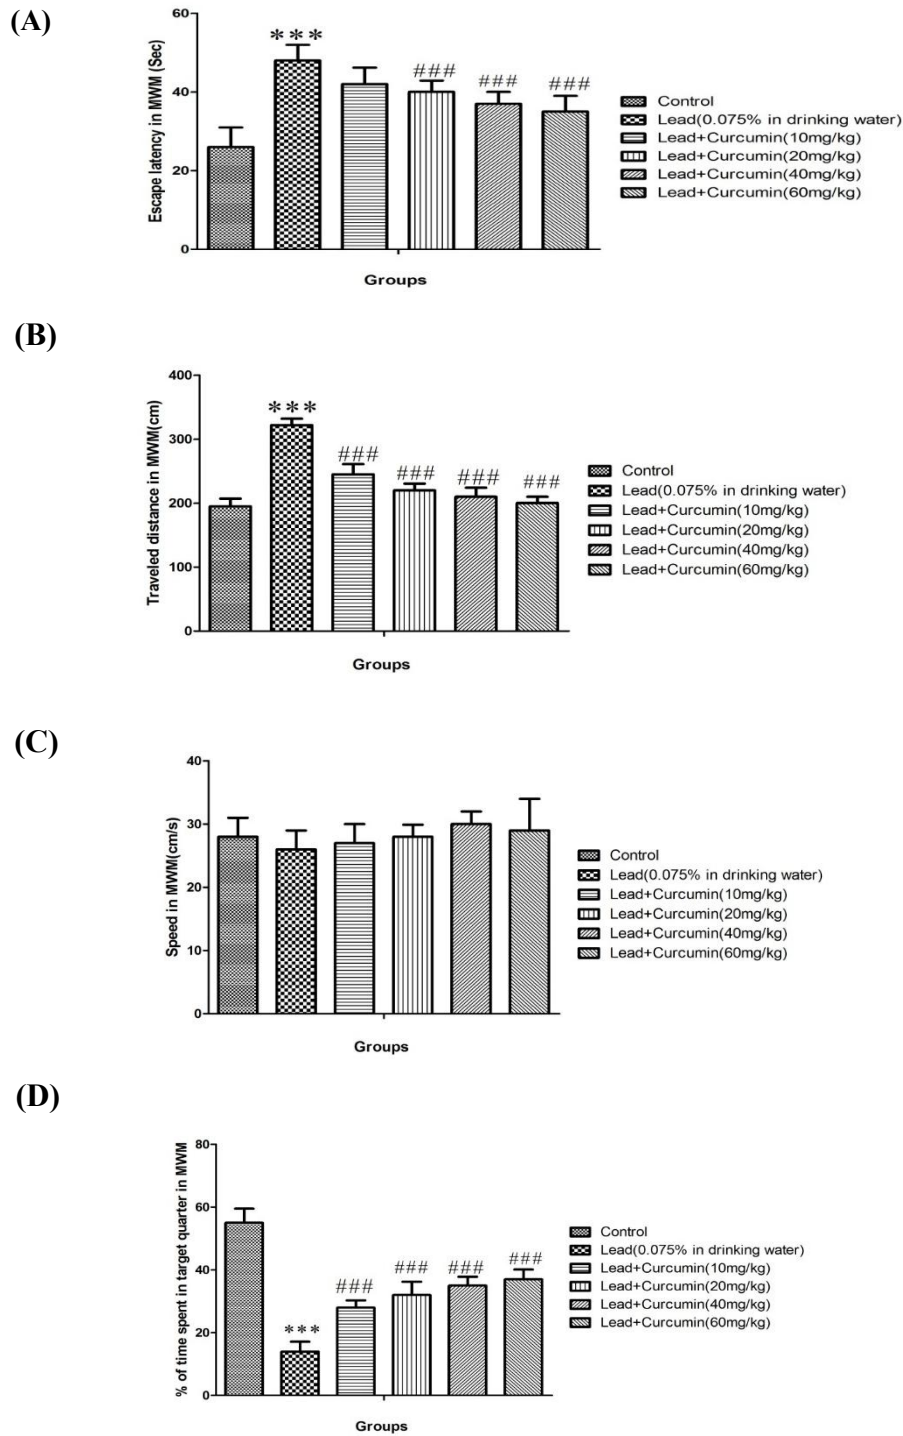 (A)
Escape latency in MWM (Sec)
60
40
20
0
***
###
###
###
Groups
Control
Lead(0.075% in drinking water)
Lead+Curcumin(10mg/kg)
Lead+Curcumin(20mg/kg)
Lead+Curcumin(40mg/kg)
Lead+Curcumin(60mg/kg)
(B)
Traveled distance in MWM(cm)
400
300
200
100
0
***
###
###
###
###
Groups
Control
Lead(0.075% in drinking water)
Lead+Curcumin(10mg/kg)
Lead+Curcumin(20mg/kg)
Lead+Curcumin(40mg/kg)
Lead+Curcumin(60mg/kg)
(C)
Speed in MWM(cm/s)
40
30
20
10
0
Groups
Control
Lead(0.075% in drinking water)
Lead+Curcumin(10mg/kg)
Lead+Curcumin(20mg/kg)
Lead+Curcumin(40mg/kg)
Lead+Curcumin(60mg/kg)
(D)
% of time spent in target quarter in MWM
80
60
40
20
0
***
###
###
###
###
Groups
Control
Lead(0.075% in drinking water)
Lead+Curcumin(10mg/kg)
Lead+Curcumin(20mg/kg)
Lead+Curcumin(40mg/kg)
Lead+Curcumin(60mg/kg)